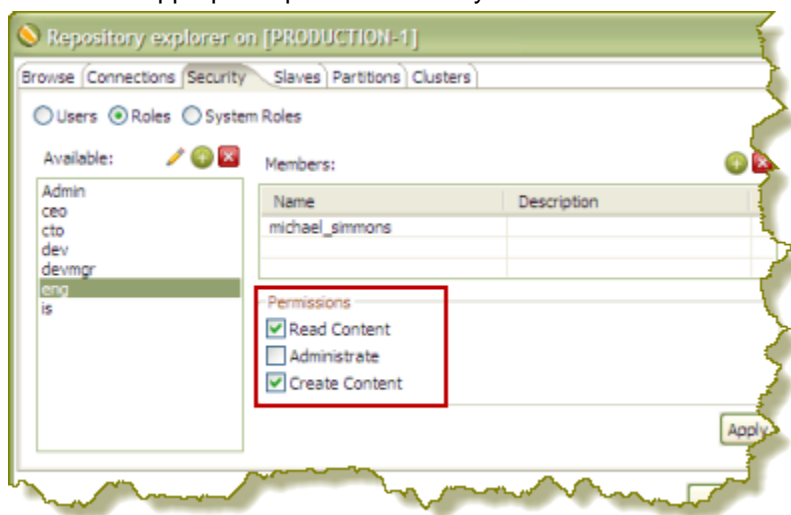 Repository explorer on [PRODUCTION-1]
Browse Connections Security Slaves Partitions Clusters
Users Roles System Roles
Available:
Members:
Admin
ceo
cto
dev
devmgr
eng
is
Name Description
michael_simmons
Permissions
Read Content
Administrate
Create Content
Apply